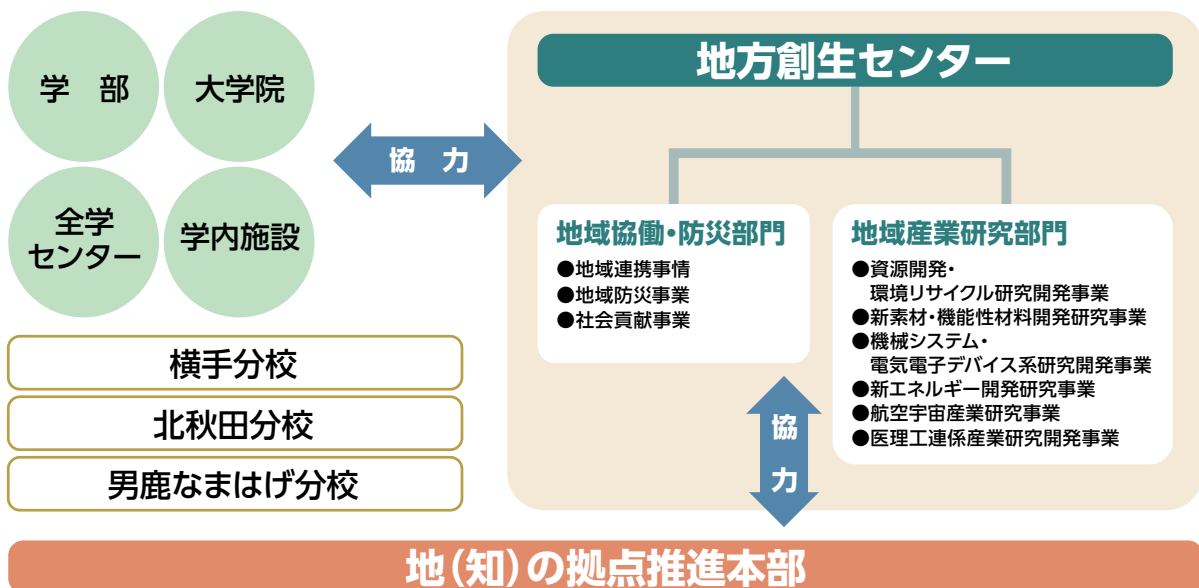 学　部
大学院
全学
センター
学内施設
協　力
横手分校
北秋田分校
男鹿なまはげ分校
地方創生センター
地域協働・防災部門
●地域連携事情
●地域防災事業
●社会貢献事業
地域産業研究部門
●資源開発・
環境リサイクル研究開発事業
●新素材・機能性材料開発研究事業
●機械システム・
電気電子デバイス系研究開発事業
●新エネルギー開発研究事業
●航空宇宙産業研究事業
●医理工連係産業研究開発事業
協
力
地（知）の拠点推進本部